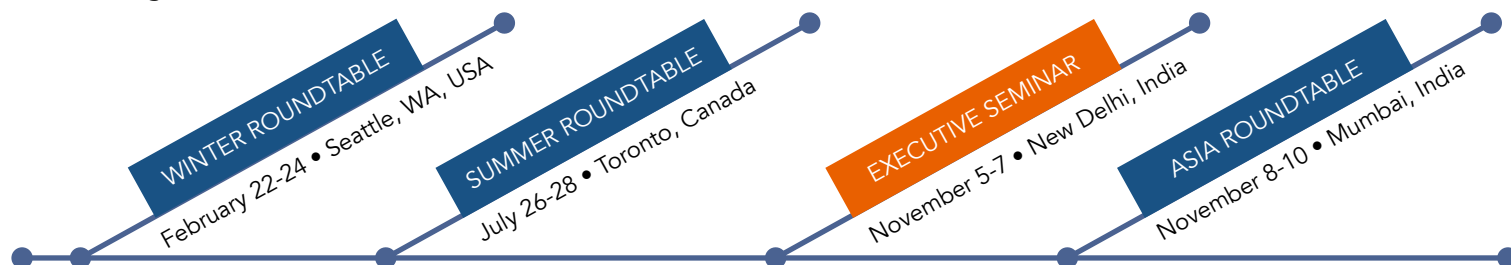 WINTER ROUNDTABLE
February 22-24 • Seattle, WA, USA
SUMMER ROUNDTABLE
July 26-28 • Toronto, Canada
EXECUTIVE SEMINAR
November 5-7 • New Delhi, India
ASIA ROUNDTABLE
November 8-10 • Mumbai, India